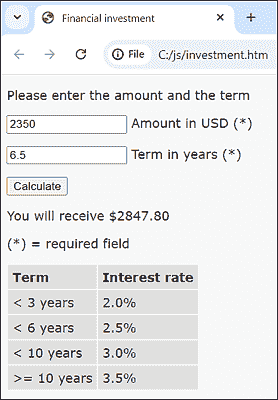 Financial investment
File C:/js/investment.htm
Please enter the amount and the term
2350 Amount in USD (*)
6.5 Term in years (*)
Calculate
You will receive $2847.80
(*) = required field
Term Interest rate
< 3 years 2.0%
< 6 years 2.5%
< 10 years 3.0%
>= 10 years 3.5%